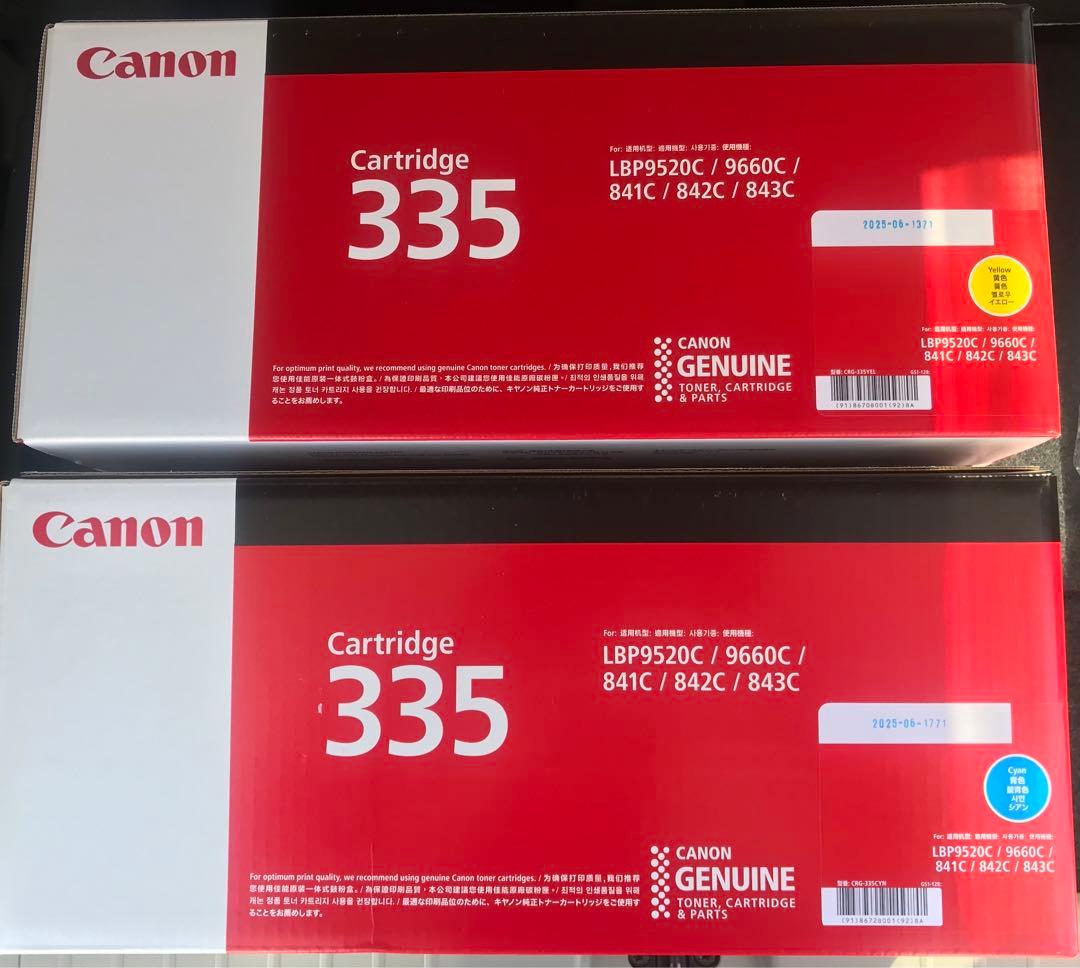 Canon
Cartridge
335
For: 适用机型: 適用機型: 사용기종: 使用機種:
LBP9520C / 9660C /
841C / 842C / 843C
2025-06-1371
Yellow
黄色
黃色
옐로우
イエロー
For: 适用机型: 適用機型: 사용기종: 使用機種:
LBP9520C / 9660C /
841C / 842C / 843C
CANON
GENUINE
TONER, CARTRIDGE
& PARTS
型番: CRG-335YEL
GS1-128:
(91)86708001(92)8A
For optimum print quality, we recommend using genuine Canon toner cartridges. / 为确保打印质量,我们推荐
您使用佳能原装一体式鼓粉盒。/ 為保證印刷品質，本公司建議您使用佳能原廠碳粉匣。/ 최적의 인쇄품질을 위해
캐논 정품 토너 카트리지 사용을 권장합니다. / 最適な印刷品位のために、キヤノン純正トナーカートリッジをご使用す
ることをお薦めします。
Canon
Cartridge
335
For: 适用机型: 適用機型: 사용기종: 使用機種:
LBP9520C / 9660C /
841C / 842C / 843C
2025-06-1771
Cyan
青色
靛青色
시안
シアン
For: 适用机型: 適用機型: 사용기종: 使用機種:
LBP9520C / 9660C /
841C / 842C / 843C
CANON
GENUINE
TONER, CARTRIDGE
& PARTS
型番: CRG-335CYN
GS1-128:
(91)86728001(92)8A
For optimum print quality, we recommend using genuine Canon toner cartridges. / 为确保打印质量,我们推荐
您使用佳能原装一体式鼓粉盒。/ 為保證印刷品質，本公司建議您使用佳能原廠碳粉匣。/ 최적의 인쇄품질을 위해
캐논 정품 토너 카트리지 사용을 권장합니다. / 最適な印刷品位のために、キヤノン純正トナーカートリッジをご使用す
ることをお薦めします。